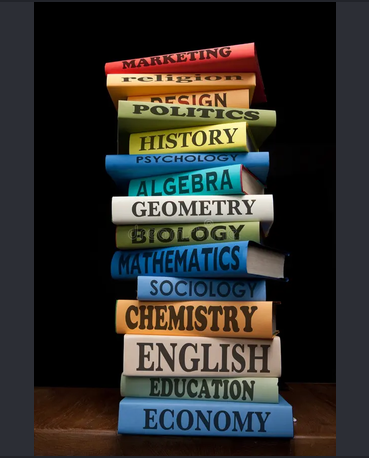 MARKETING
religion
DESIGN
POLITICS
HISTORY
PSYCHOLOGY
ALGEBRA
GEOMETRY
BIOLOGY
MATHEMATICS
SOCIOLOGY
CHEMISTRY
ENGLISH
EDUCATION
ECONOMY